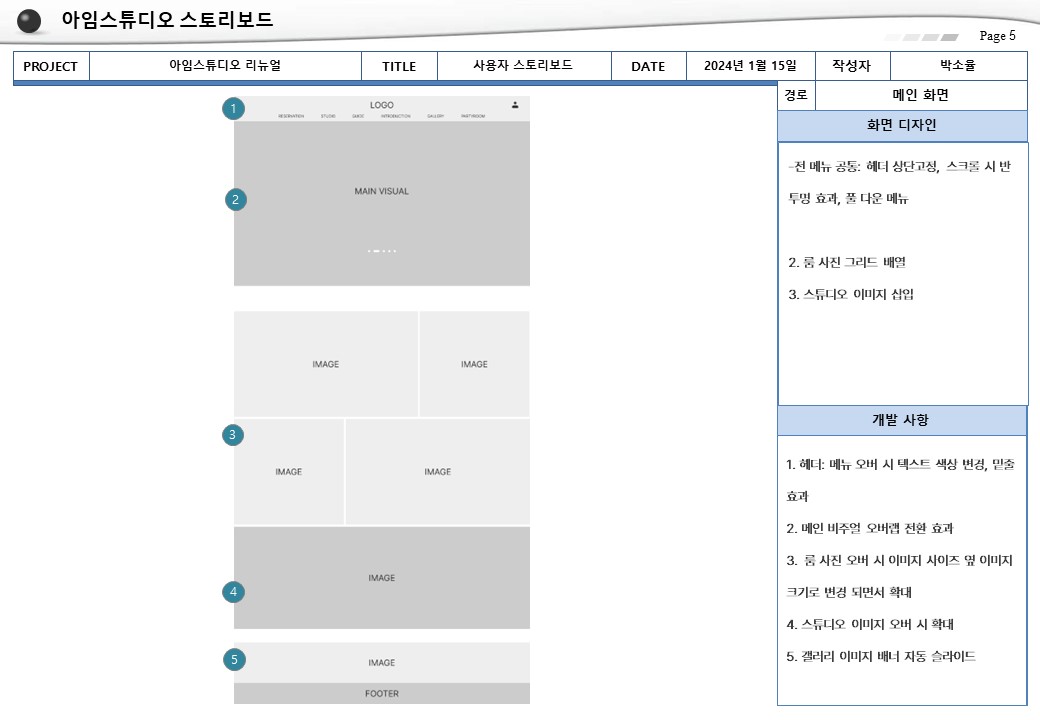 아임스튜디오 스토리보드
Page 5
PROJECT 아임스튜디오 리뉴얼 TITLE 사용자 스토리보드 DATE 2024년 1월 15일 작성자 박소율
경로 메인 화면
화면 디자인
-전 메뉴 공통: 헤더 상단고정, 스크롤 시 반
투명 효과, 풀 다운 메뉴
2. 룸 사진 그리드 배열
3. 스튜디오 이미지 삽입
개발 사항
1. 헤더: 메뉴 오버 시 텍스트 색상 변경, 밑줄
효과
2. 메인 비주얼 오버랩 전환 효과
3. 룸 사진 오버 시 이미지 사이즈 옆 이미지
크기로 변경 되면서 확대
4. 스튜디오 이미지 오버 시 확대
5. 갤러리 이미지 배너 자동 슬라이드
1
LOGO
RESERVATION STUDIO GUIDE INTRODUCTION GALLERY PARTYROOM
2
MAIN VISUAL
IMAGE IMAGE
3
IMAGE IMAGE
4
IMAGE
5
IMAGE
FOOTER